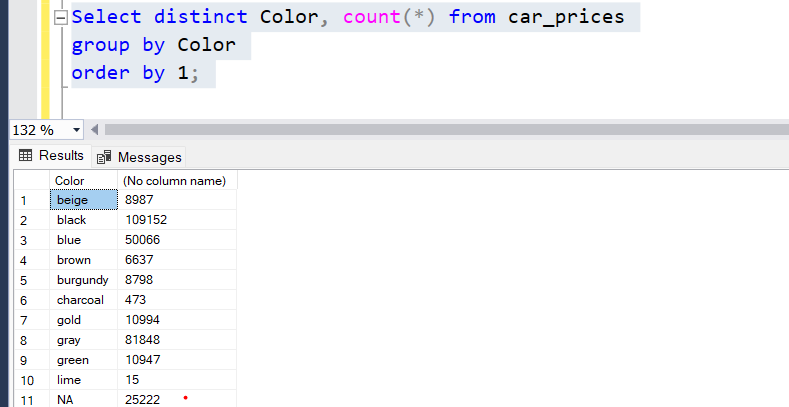 Select distinct Color, count(*) from car_prices
group by Color
order by 1;
132 %
Results Messages
Color (No column name)
1 beige 8987
2 black 109152
3 blue 50066
4 brown 6637
5 burgundy 8798
6 charcoal 473
7 gold 10994
8 gray 81848
9 green 10947
10 lime 15
11 NA 25222